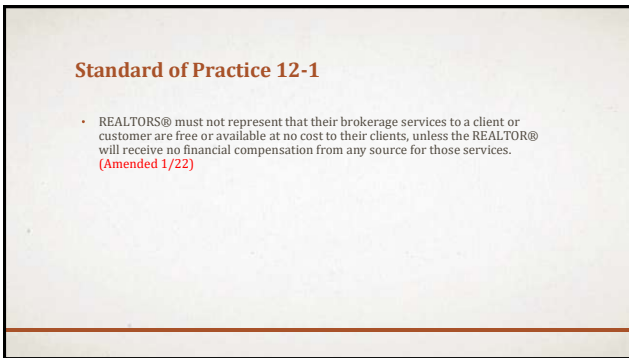 Standard of Practice 12-1
• REALTORS® must not represent that their brokerage services to a client or
customer are free or available at no cost to their clients, unless the REALTOR®
will receive no financial compensation from any source for those services.
(Amended 1/22)